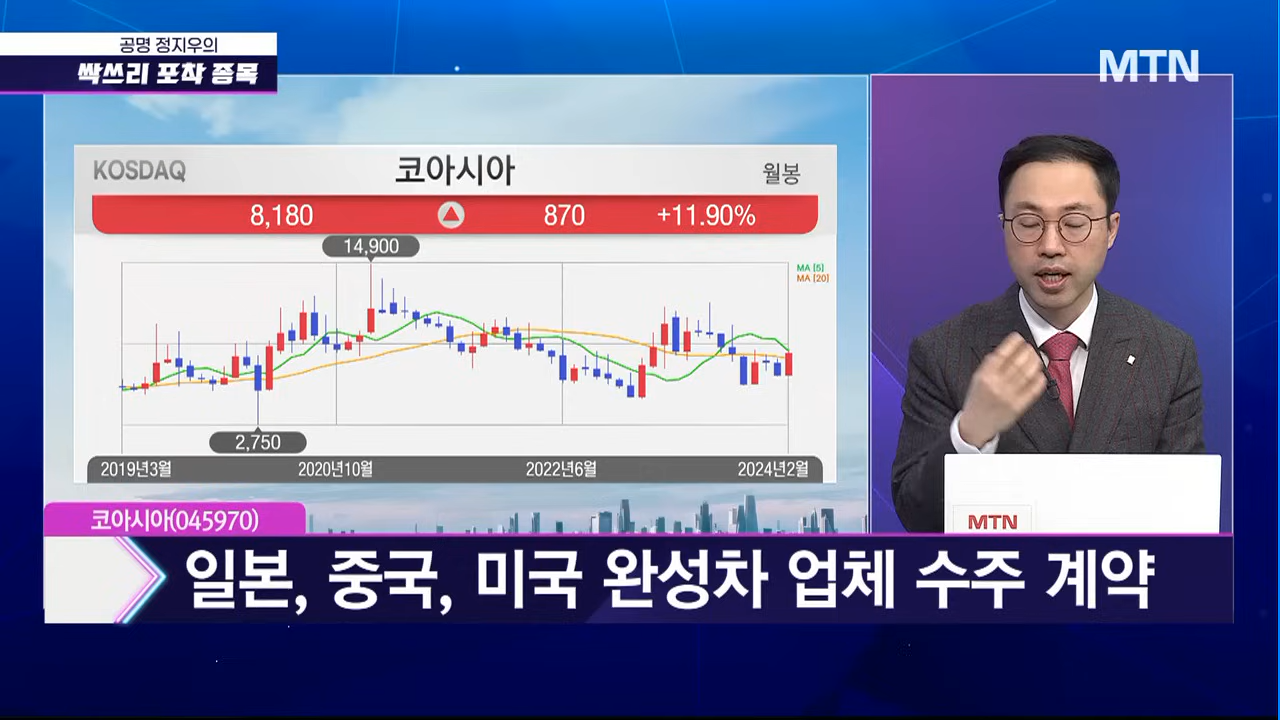 공명 정지우의
싹쓰리 포착 종목
MTN
KOSDAQ
코아시아
월봉
8,180
870
+11.90%
14,900
MA [5]
MA [20]
2,750
2019년3월
2020년10월
2022년6월
2024년2월
MTN
코아시아(045970)
일본, 중국, 미국 완성차 업체 수주 계약